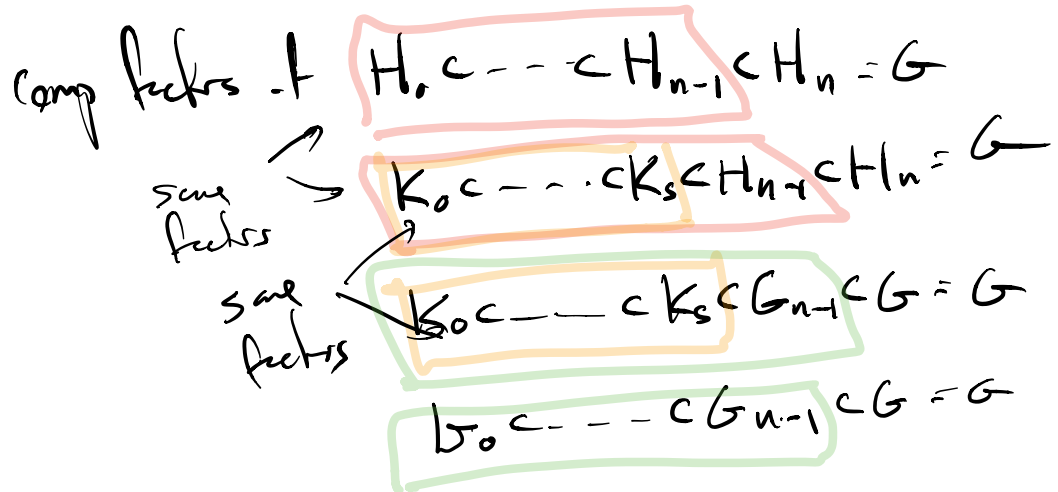 comp factors of H₀ ⊂ - - - ⊂ Hₙ₋₁ ⊂ Hₙ = G
same factors
K₀ ⊂ - - - ⊂ Kₛ ⊂ Hₙ₋₁ ⊂ Hₙ = G
same factors
K₀ ⊂ - - - ⊂ Kₛ ⊂ Gₙ₋₁ ⊂ G = G
G₀ ⊂ - - - ⊂ Gₙ₋₁ ⊂ G = G